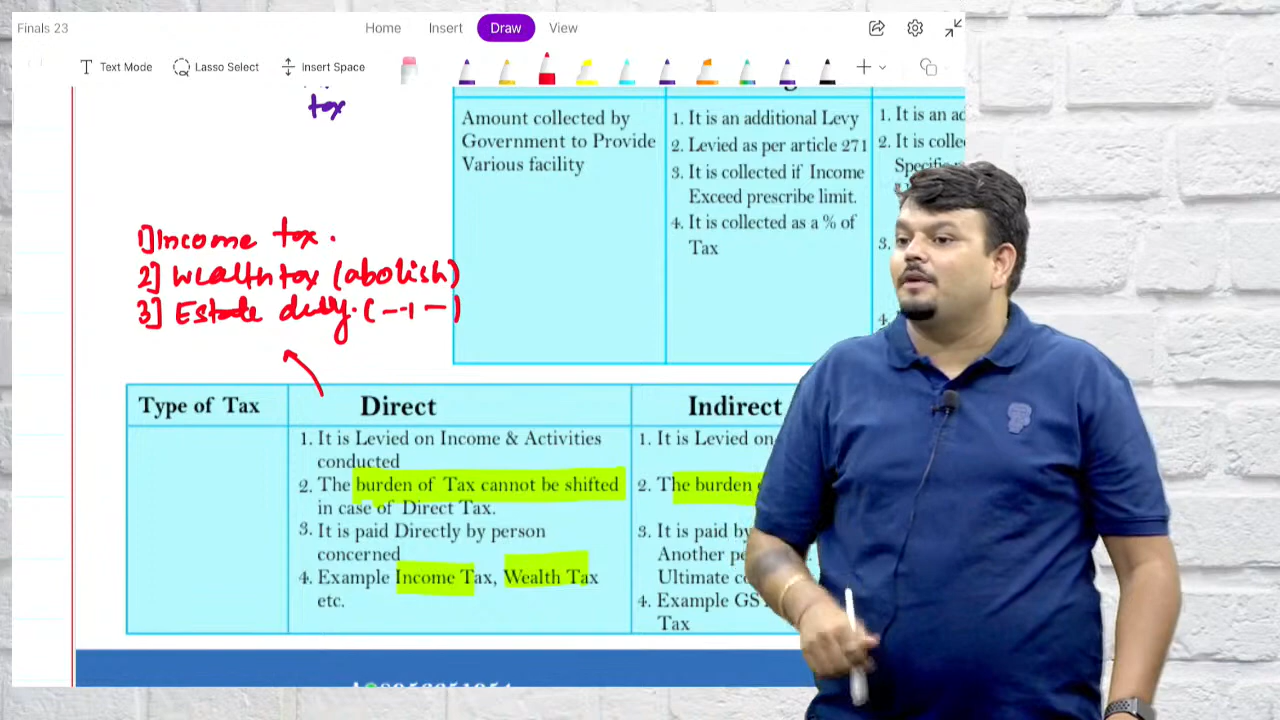 Finals 23
Home Insert Draw View
Text Mode Lasso Select Insert Space
tax
Amount collected by
Government to Provide
Various facility
1. It is an additional Levy
2. Levied as per article 271
3. It is collected if Income
Exceed prescribe limit.
4. It is collected as a % of
Tax
1. It is an
2. It is
3.
4.
1] Income tax.
2] Wealth tax (abolish)
3] Estate duty. (-"-)
Type of Tax
Direct
1. It is Levied on Income & Activities
conducted
2. The burden of Tax cannot be shifted
in case of Direct Tax.
3. It is paid Directly by person
concerned
4. Example Income Tax, Wealth Tax
etc.
Indirect
1. It is Levied on
2. The burden
3. It is paid by
Another
Ultimate
4. Example
Tax